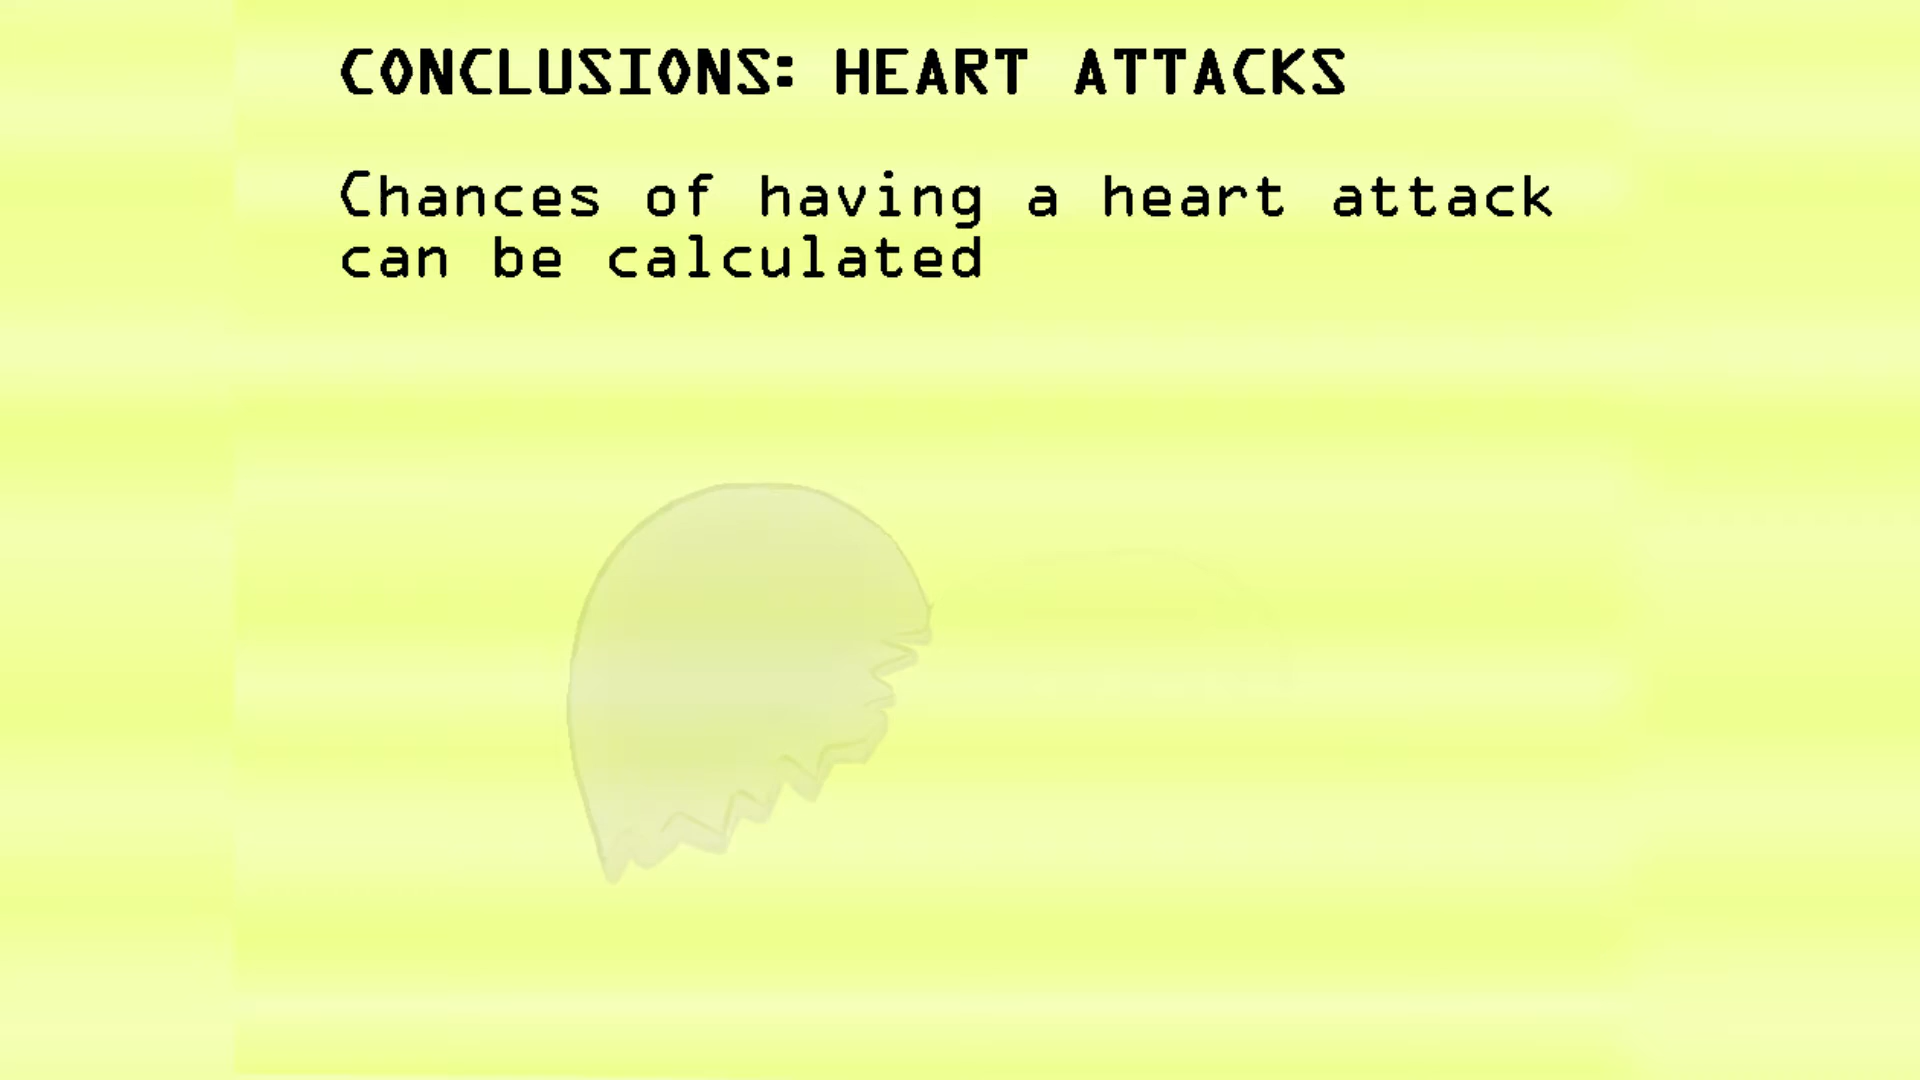 CONCLUSIONS: HEART ATTACKS
Chances of having a heart attack
can be calculated